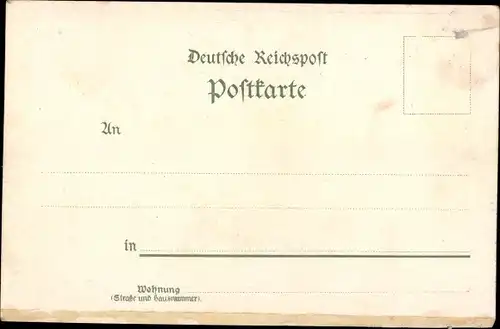 Deutsche Reichspost
Postkarte
An
in
Wohnung
(Straße und Hausnummer).